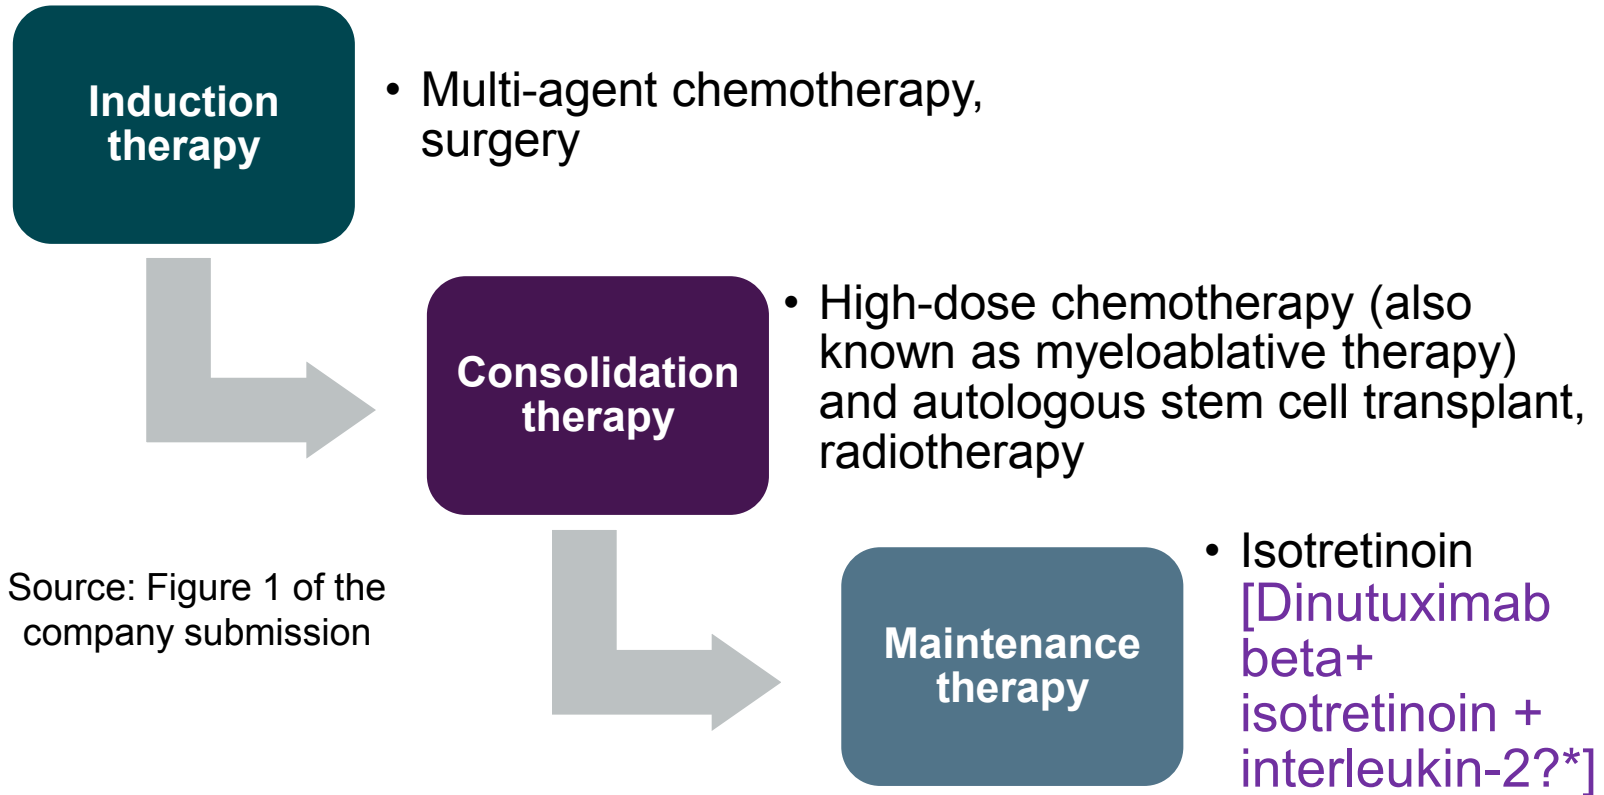 Induction
therapy
• Multi-agent chemotherapy,
surgery
Consolidation
therapy
• High-dose chemotherapy (also
known as myeloablative therapy)
and autologous stem cell transplant,
radiotherapy
Source: Figure 1 of the
company submission
Maintenance
therapy
• Isotretinoin
[Dinutuximab
beta+
isotretinoin +
interleukin-2?*]